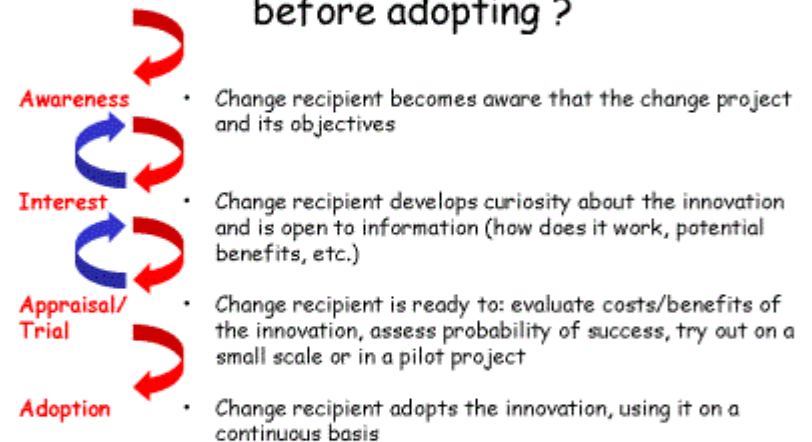 before adopting ?
Awareness • Change recipient becomes aware that the change project
and its objectives
Interest • Change recipient develops curiosity about the innovation
and is open to information (how does it work, potential
benefits, etc.)
Appraisal/ • Change recipient is ready to: evaluate costs/benefits of
Trial the innovation, assess probability of success, try out on a
small scale or in a pilot project
Adoption • Change recipient adopts the innovation, using it on a
continuous basis